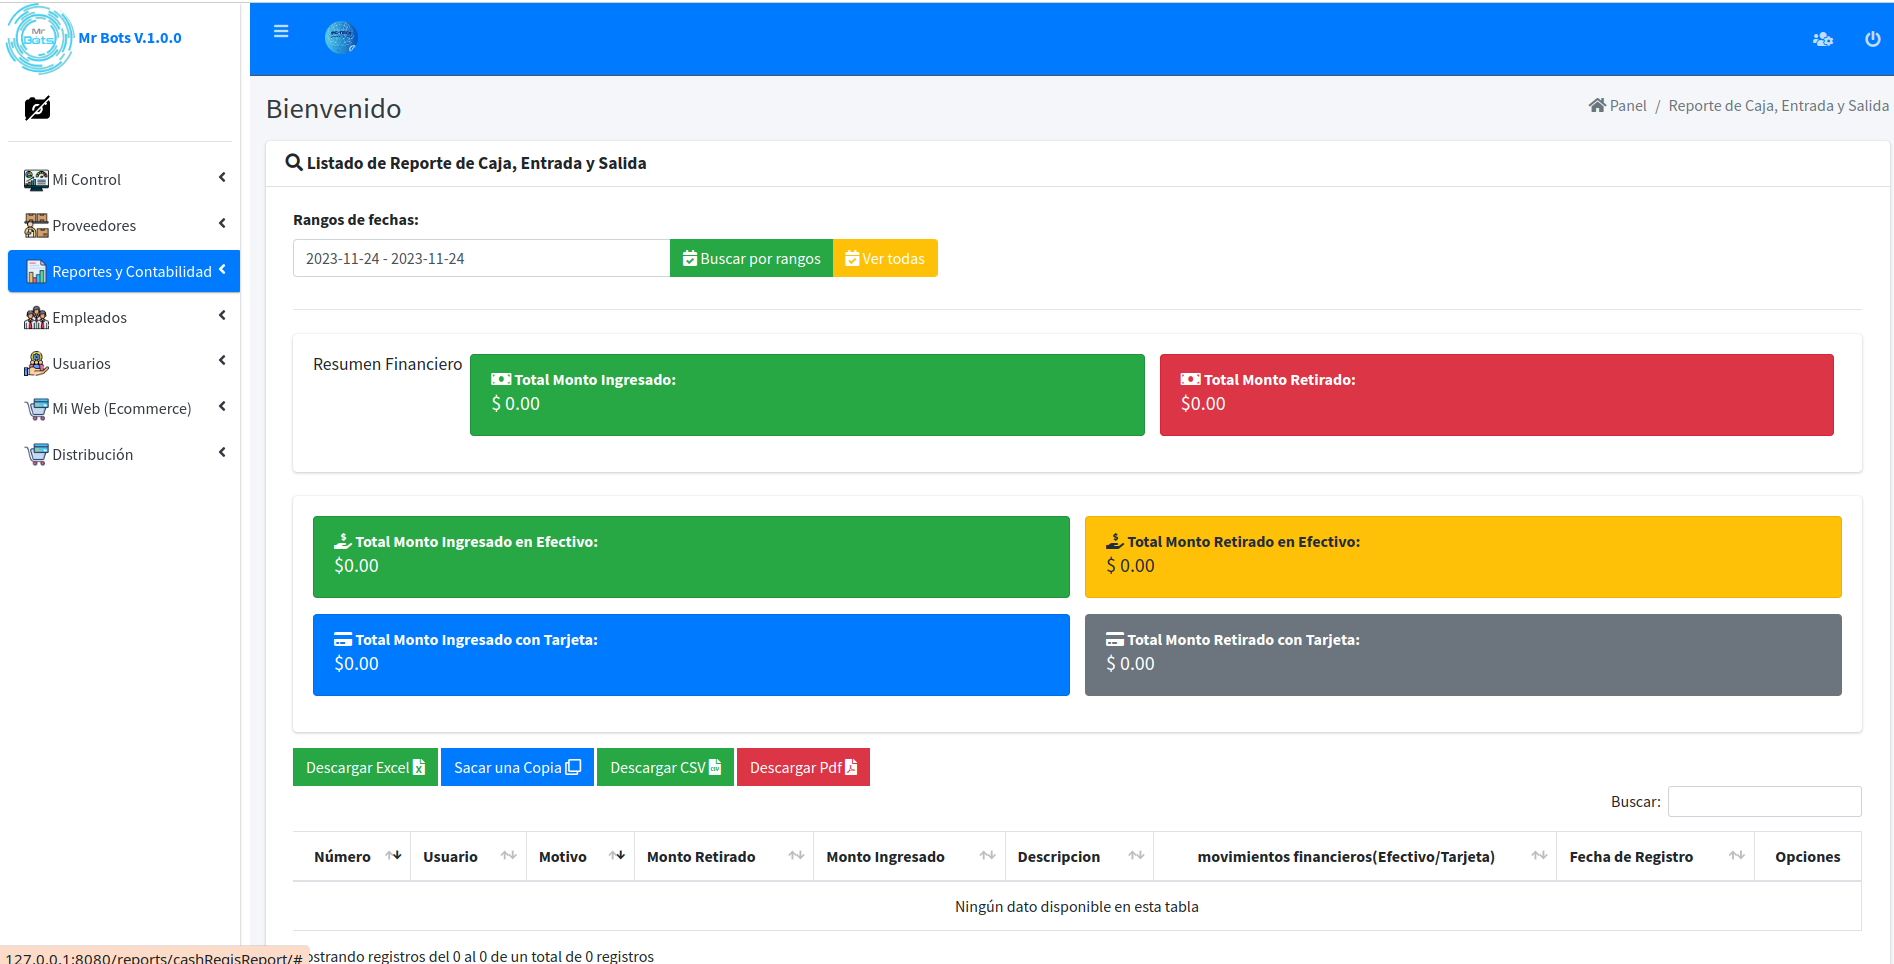 Mr Bots
Mr Bots V.1.0.0
Bienvenido
Panel / Reporte de Caja, Entrada y Salida
Mi Control
Proveedores
Reportes y Contabilidad
Empleados
Usuarios
Mi Web (Ecommerce)
Distribución
Listado de Reporte de Caja, Entrada y Salida
Rangos de fechas:
2023-11-24 - 2023-11-24 Buscar por rangos Ver todas
Resumen Financiero
Total Monto Ingresado:
$ 0.00
Total Monto Retirado:
$0.00
Total Monto Ingresado en Efectivo:
$0.00
Total Monto Retirado en Efectivo:
$ 0.00
Total Monto Ingresado con Tarjeta:
$0.00
Total Monto Retirado con Tarjeta:
$ 0.00
Descargar Excel Sacar una Copia Descargar CSV Descargar Pdf
Buscar:
Número Usuario Motivo Monto Retirado Monto Ingresado Descripcion movimientos financieros(Efectivo/Tarjeta) Fecha de Registro Opciones
Ningún dato disponible en esta tabla
ostrando registros del 0 al 0 de un total de 0 registros
127.0.0.1:8080/reports/cashRegisReport/#